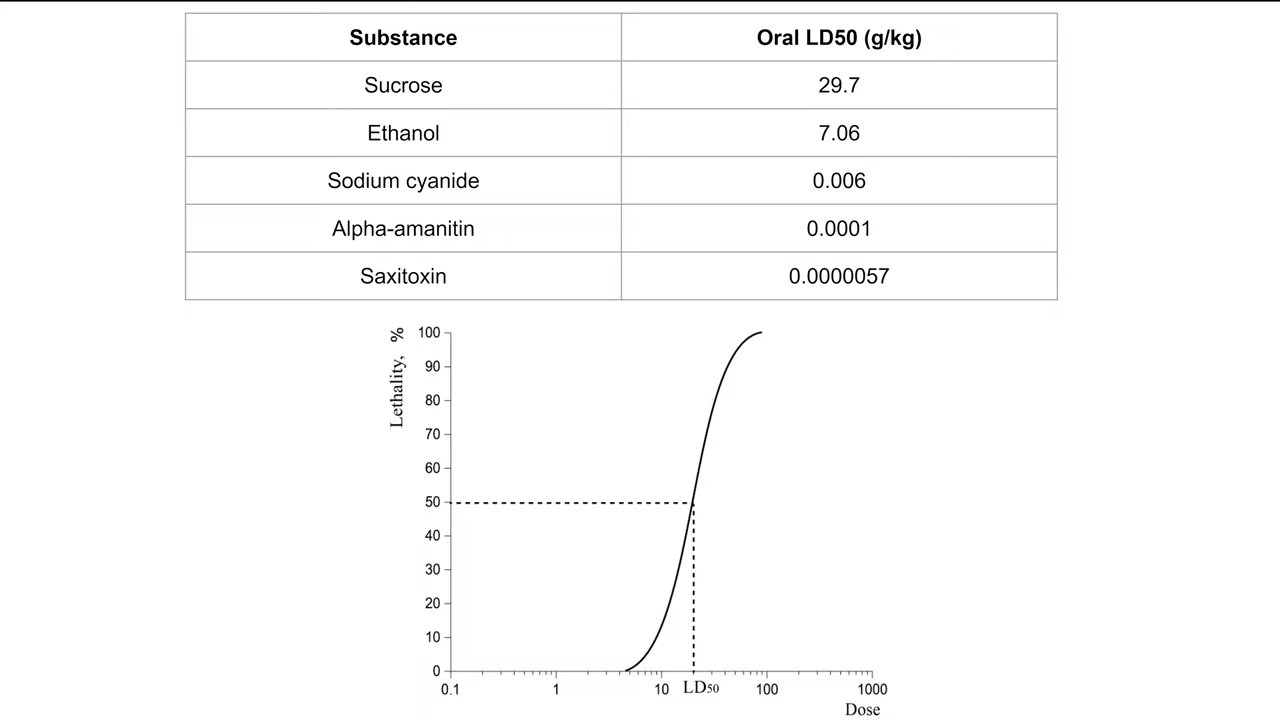 Substance Oral LD50 (g/kg)
Sucrose 29.7
Ethanol 7.06
Sodium cyanide 0.006
Alpha-amanitin 0.0001
Saxitoxin 0.0000057
Lethality, %
100
90
80
70
60
50
40
30
20
10
0
0.1 1 10 LD50 100 1000
Dose